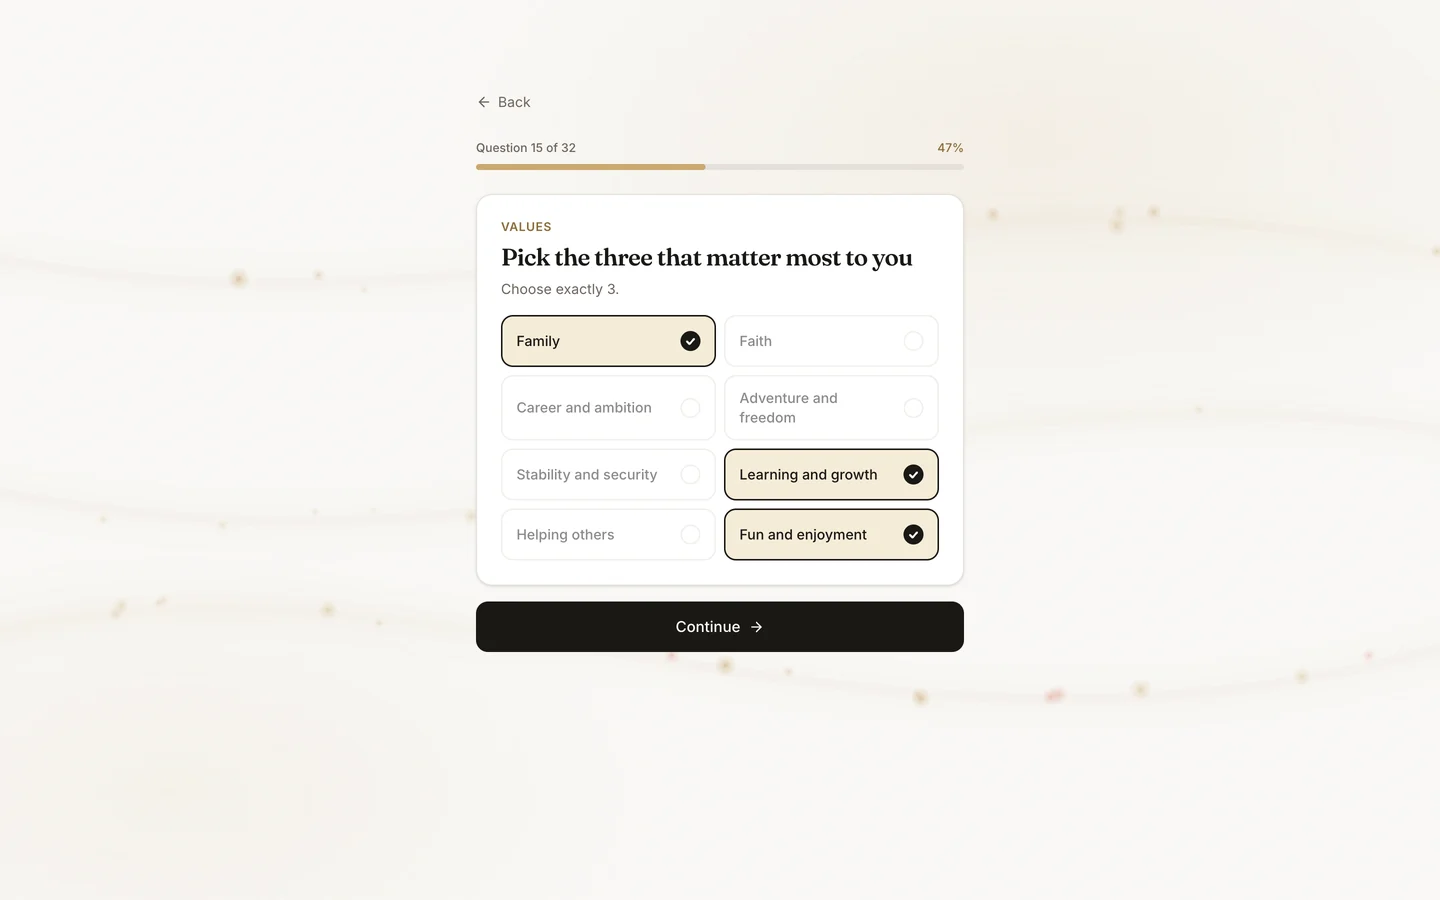 Back
Question 15 of 32
47%
VALUES
Pick the three that matter most to you
Choose exactly 3.
Family
Faith
Career and ambition
Adventure and
freedom
Stability and security
Learning and growth
Helping others
Fun and enjoyment
Continue